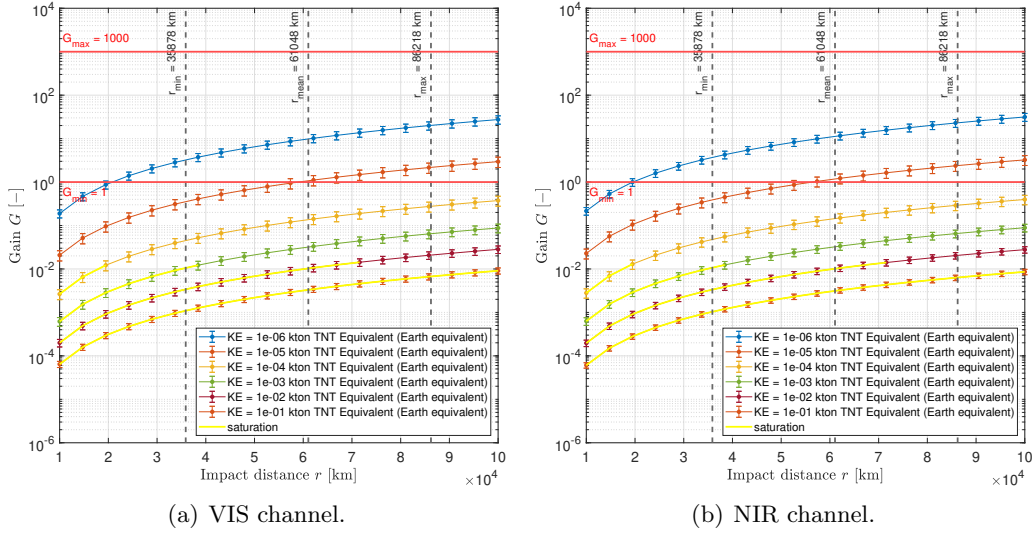 10^4
10^2
10^0
10^-2
10^-4
10^-6
Gain G [−]
G_max = 1000
G_min = 1
r_min = 35878 km
r_mean = 61048 km
r_max = 86218 km
KE = 1e-06 kton TNT Equivalent (Earth equivalent)
KE = 1e-05 kton TNT Equivalent (Earth equivalent)
KE = 1e-04 kton TNT Equivalent (Earth equivalent)
KE = 1e-03 kton TNT Equivalent (Earth equivalent)
KE = 1e-02 kton TNT Equivalent (Earth equivalent)
KE = 1e-01 kton TNT Equivalent (Earth equivalent)
saturation
1 2 3 4 5 6 7 8 9 10
Impact distance r [km]
×10^4
(a) VIS channel.
10^4
10^2
10^0
10^-2
10^-4
10^-6
Gain G [−]
G_max = 1000
G_min = 1
r_min = 35878 km
r_mean = 61048 km
r_max = 86218 km
KE = 1e-06 kton TNT Equivalent (Earth equivalent)
KE = 1e-05 kton TNT Equivalent (Earth equivalent)
KE = 1e-04 kton TNT Equivalent (Earth equivalent)
KE = 1e-03 kton TNT Equivalent (Earth equivalent)
KE = 1e-02 kton TNT Equivalent (Earth equivalent)
KE = 1e-01 kton TNT Equivalent (Earth equivalent)
saturation
1 2 3 4 5 6 7 8 9 10
Impact distance r [km]
×10^4
(b) NIR channel.